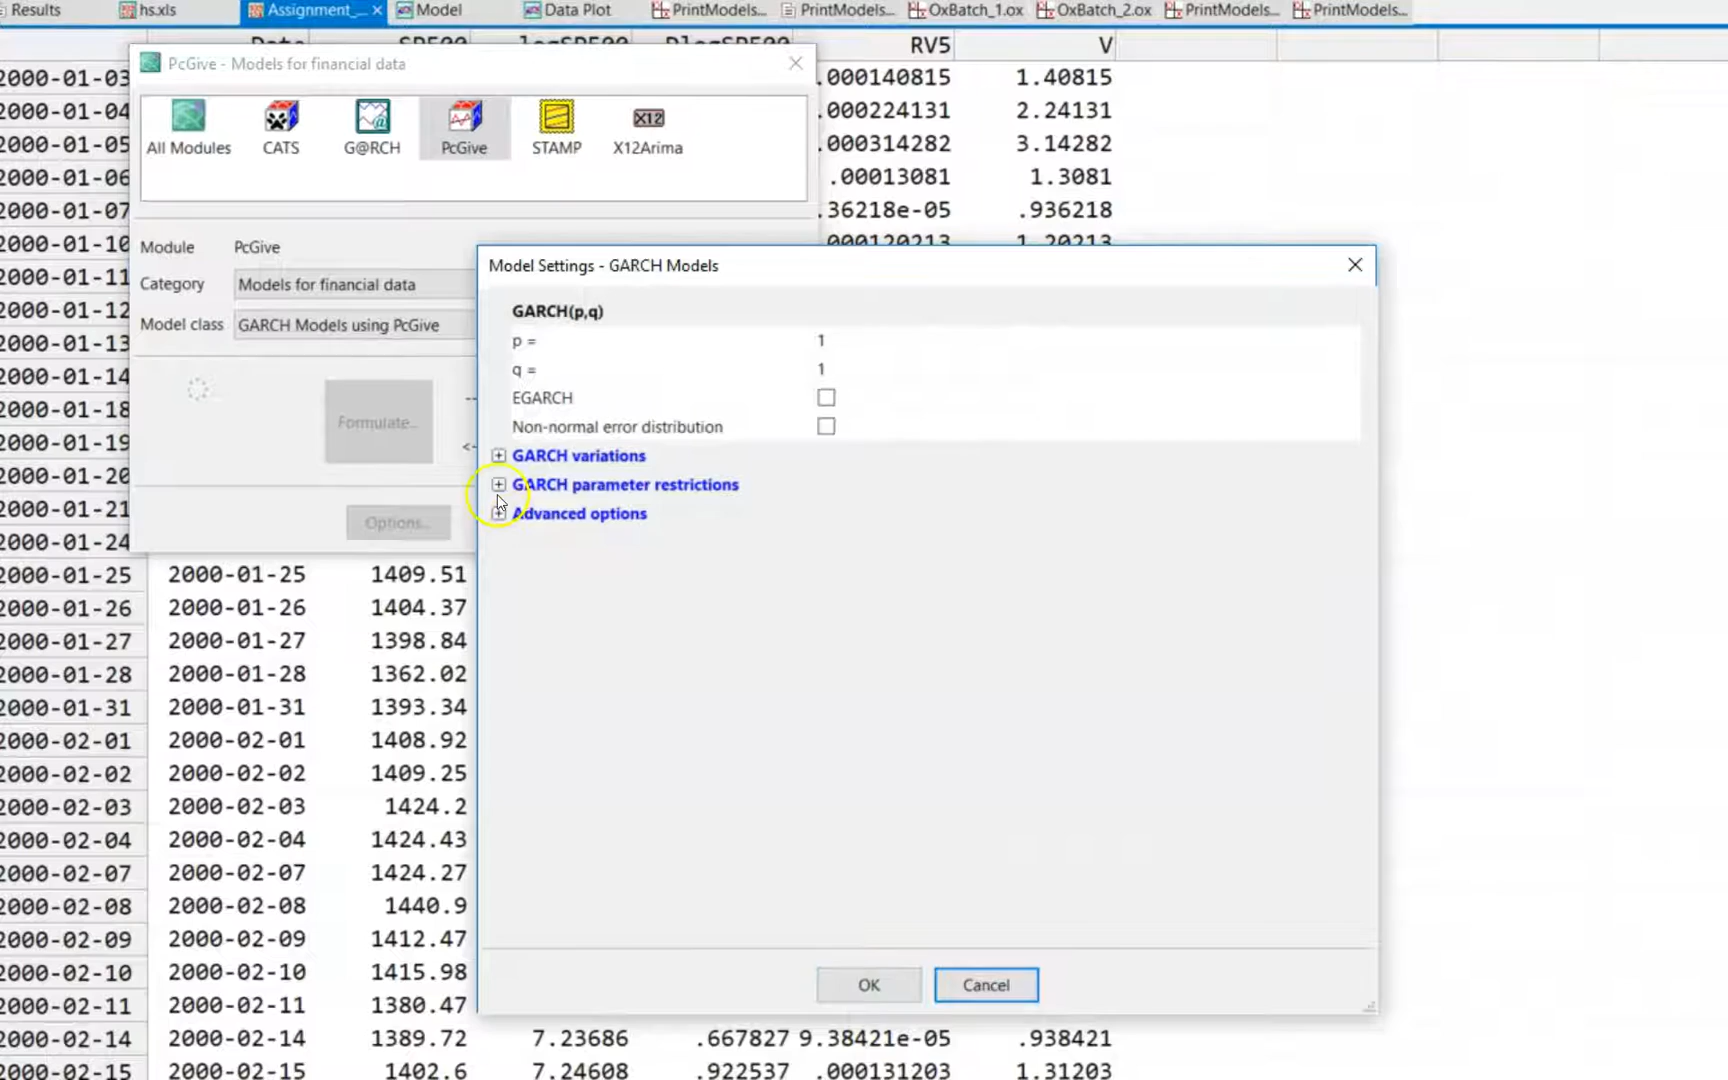 Results hs.xls Assignment_... Model Data Plot PrintModels... PrintModels... OxBatch_1.ox OxBatch_2.ox PrintModels... PrintModels...
RV5 V
PcGive - Models for financial data
2000-01-03 .000140815 1.40815
2000-01-04 .000224131 2.24131
2000-01-05 .000314282 3.14282
2000-01-06 .00013081 1.3081
2000-01-07 .36218e-05 .936218
2000-01-10 000120213 1.20213
All Modules CATS G@RCH PcGive STAMP X12Arima
X12
Module PcGive
Category Models for financial data
Model class GARCH Models using PcGive
Formulate...
Options...
2000-01-11
2000-01-12
2000-01-13
2000-01-14
2000-01-18
2000-01-19
2000-01-20
2000-01-21
2000-01-24
Model Settings - GARCH Models
GARCH(p,q)
p = 1
q = 1
EGARCH
Non-normal error distribution
GARCH variations
GARCH parameter restrictions
Advanced options
OK Cancel
2000-01-25 2000-01-25 1409.51
2000-01-26 2000-01-26 1404.37
2000-01-27 2000-01-27 1398.84
2000-01-28 2000-01-28 1362.02
2000-01-31 2000-01-31 1393.34
2000-02-01 2000-02-01 1408.92
2000-02-02 2000-02-02 1409.25
2000-02-03 2000-02-03 1424.2
2000-02-04 2000-02-04 1424.43
2000-02-07 2000-02-07 1424.27
2000-02-08 2000-02-08 1440.9
2000-02-09 2000-02-09 1412.47
2000-02-10 2000-02-10 1415.98
2000-02-11 2000-02-11 1380.47
2000-02-14 2000-02-14 1389.72 7.23686 .667827 9.38421e-05 .938421
2000-02-15 2000-02-15 1402.6 7.24608 .922537 .000131203 1.31203